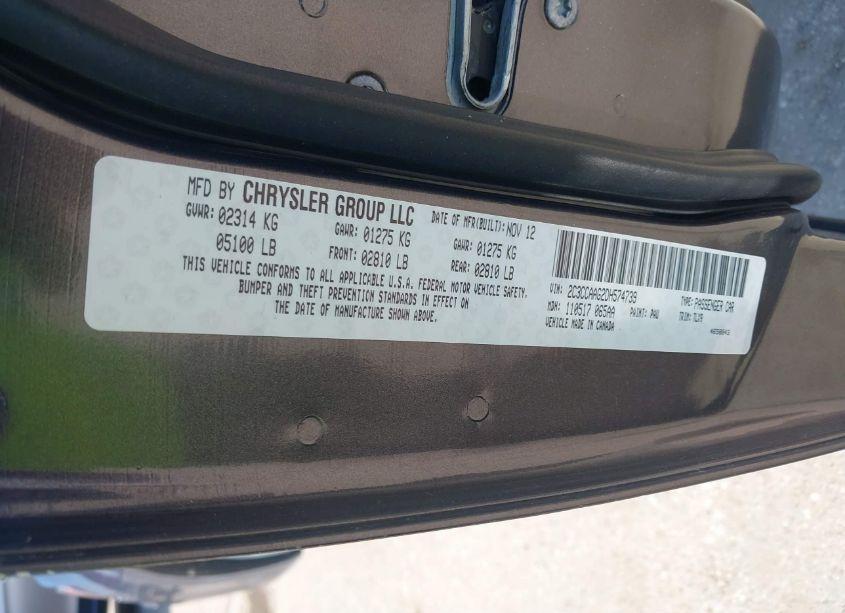 MFD BY CHRYSLER GROUP LLC DATE OF MFR(BUILT): NOV 12
GVWR: 02314 KG GAWR: 01275 KG GAWR: 01275 KG
05100 LB FRONT: 02810 LB REAR: 02810 LB
THIS VEHICLE CONFORMS TO ALL APPLICABLE U.S.A. FEDERAL MOTOR VEHICLE SAFETY,
BUMPER AND THEFT PREVENTION STANDARDS IN EFFECT ON
THE DATE OF MANUFACTURE SHOWN ABOVE.
VIN: 2C3CCAAG2DH574739 TYPE: PASSENGER CAR
MDH: 110517 065AA PAINT: PAU TRIM: TLX9
VEHICLE MADE IN CANADA